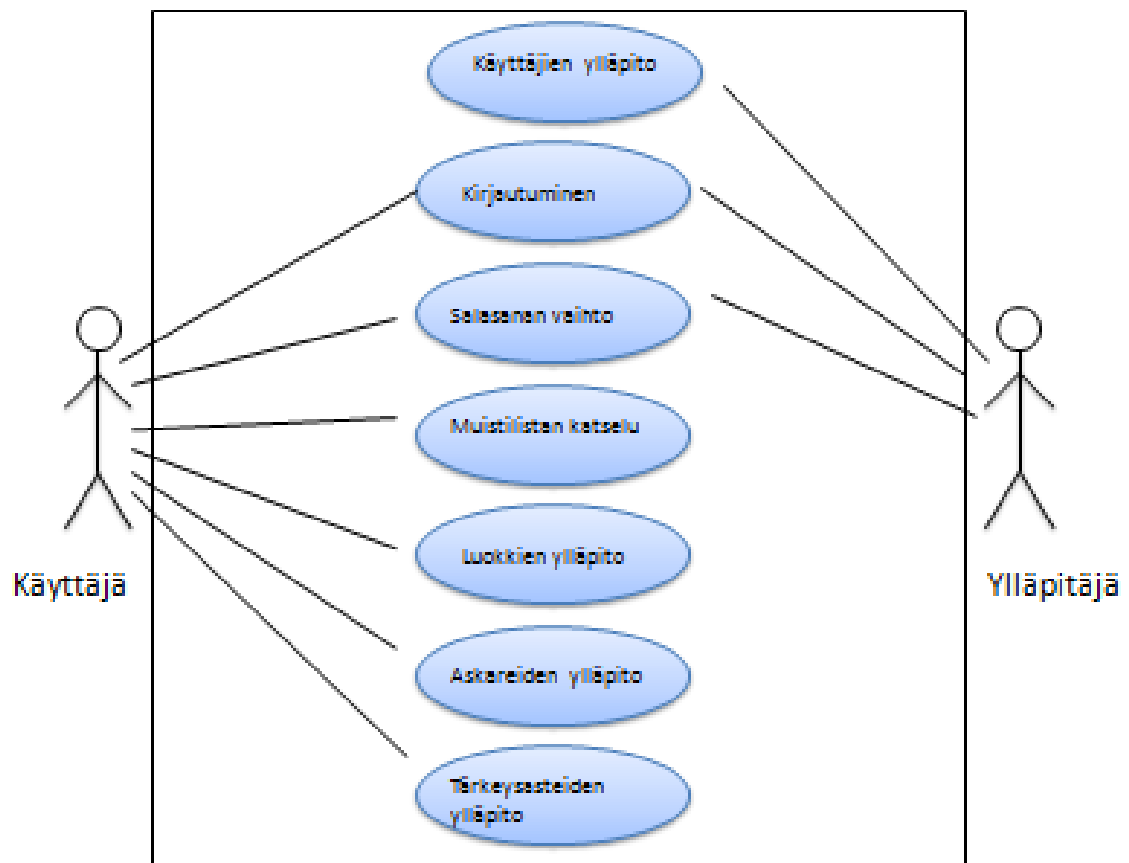 Käyttäjien ylläpito
Kirjautuminen
Salasanan vaihto
Muistilistan katselu
Luokkien ylläpito
Käyttäjä
Ylläpitäjä
Askareiden ylläpito
Tärkeysasteiden
ylläpito